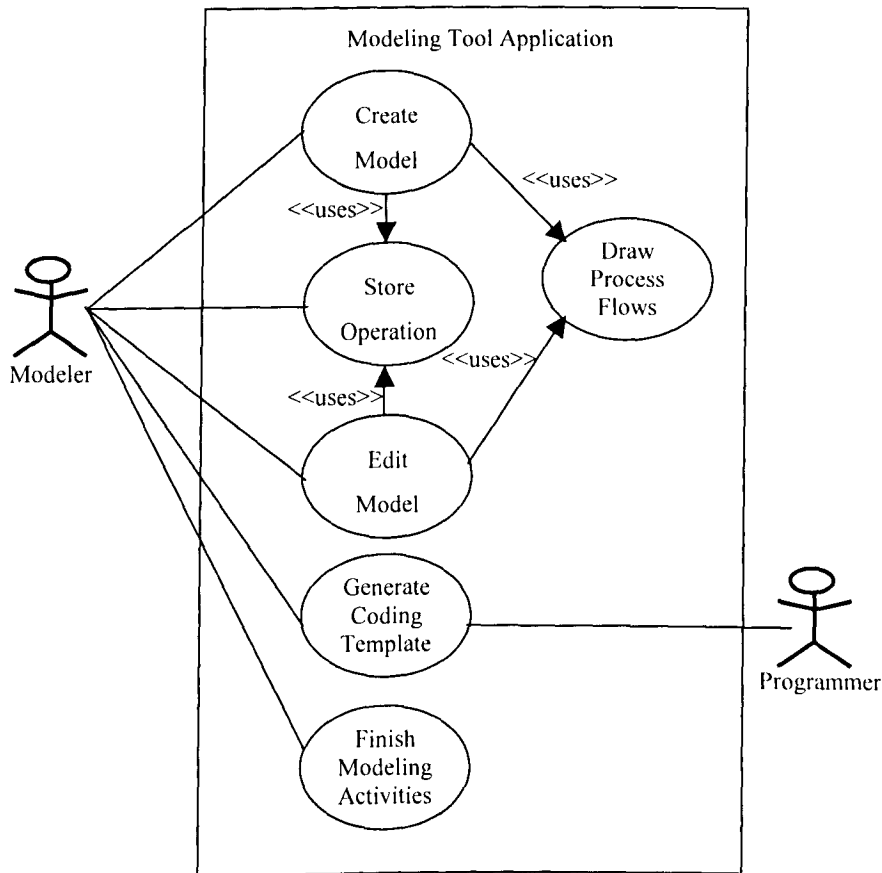 Modeling Tool Application
Create
Model
<<uses>>
<<uses>>
Draw
Process
Flows
Store
Operation
Modeler
<<uses>>
<<uses>>
Edit
Model
Generate
Coding
Template
Programmer
Finish
Modeling
Activities